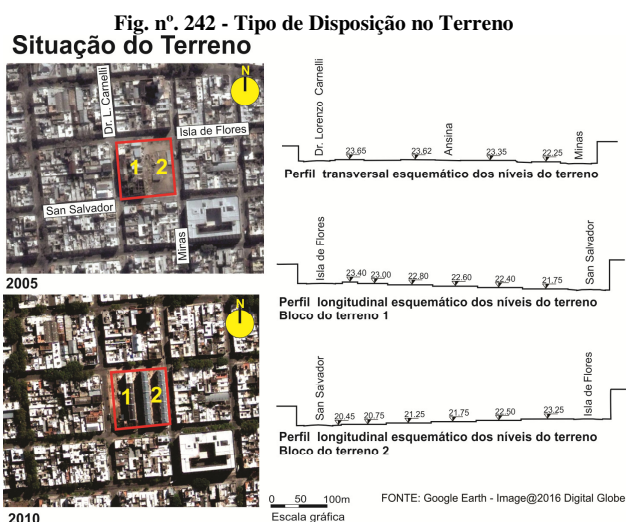 Fig. nº. 242 - Tipo de Disposição no Terreno
Situação do Terreno
N
Dr. L. Carnelli
Isla de Flores
1 2
San Salvador
Miras
2005
N
1 2
2010
Dr. Lorenzo Carnelli
Ansina
Minas
23.65 23.62 23.35 22.25
Perfil transversal esquemático dos níveis do terreno
Isla de Flores
San Salvador
23.40 23.00 22.80 22.60 22.40 21.75
Perfil longitudinal esquemático dos níveis do terreno
Bloco do terreno 1
San Savador
Isla de Flores
20.45 20.75 21.25 21.75 22.50 23.25
Perfil longitudinal esquemático dos níveis do terreno
Bloco do terreno 2
0 50 100m
Escala gráfica
FONTE: Google Earth - Image@2016 Digital Globe